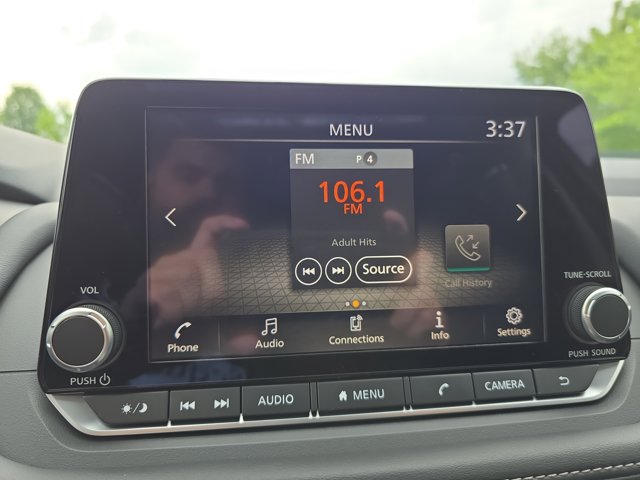 MENU 3:37
FM P 4
106.1
FM
Adult Hits
Source
Call History
Phone Audio Connections Info Settings
VOL
PUSH
TUNE-SCROLL
PUSH SOUND
AUDIO MENU CAMERA